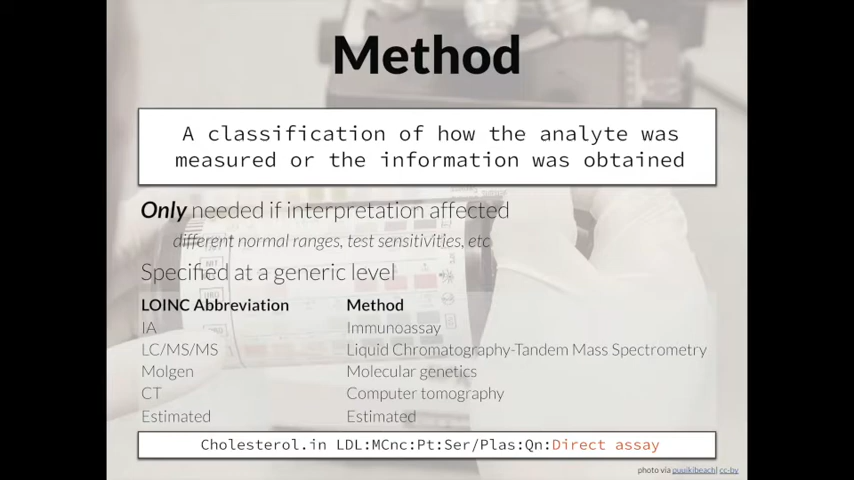 Method
A classification of how the analyte was
measured or the information was obtained
Only needed if interpretation affected
different normal ranges, test sensitivities, etc
Specified at a generic level
LOINC Abbreviation Method
IA Immunoassay
LC/MS/MS Liquid Chromatography-Tandem Mass Spectrometry
Molgen Molecular genetics
CT Computer tomography
Estimated Estimated
Cholesterol.in LDL:MCnc:Pt:Ser/Plas:Qn:Direct assay
photo via puuikibeach| cc-by